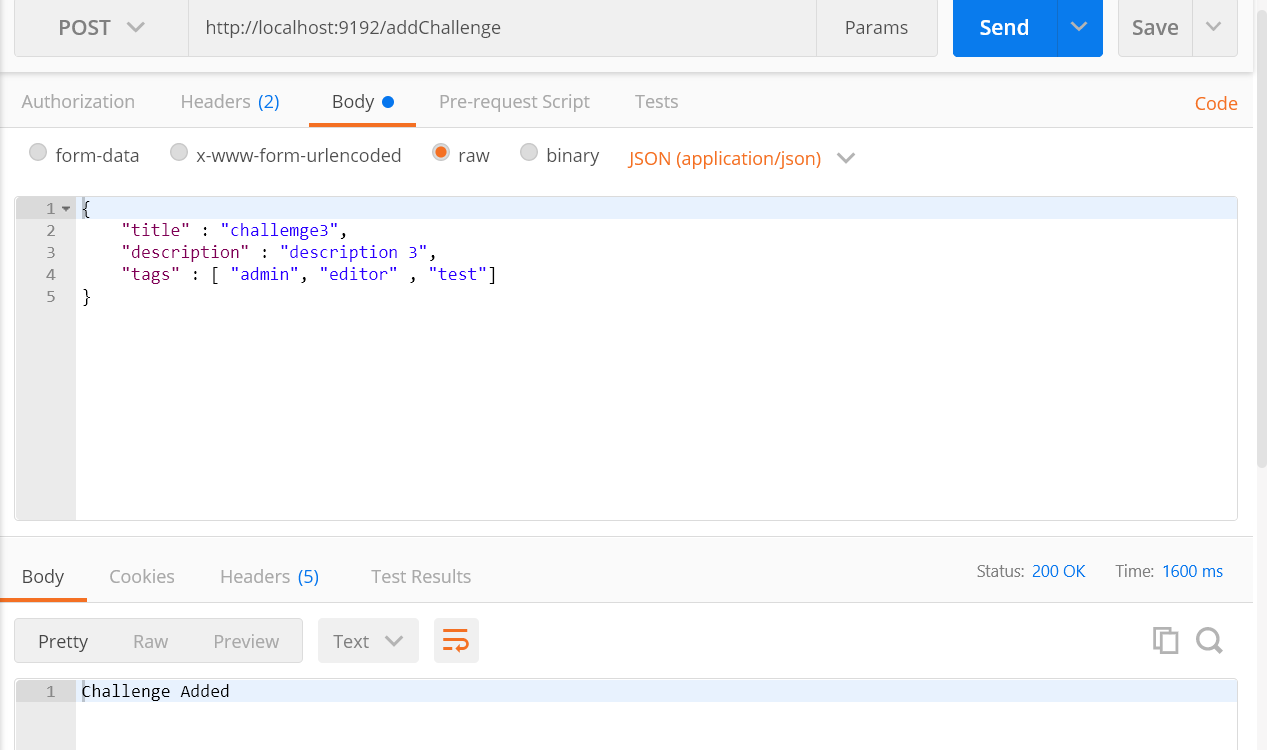 POST http://localhost:9192/addChallenge Params Send Save
Authorization Headers (2) Body Pre-request Script Tests Code
form-data x-www-form-urlencoded raw binary JSON (application/json)
1 {
2 "title" : "challemge3",
3 "description" : "description 3",
4 "tags" : [ "admin", "editor" , "test"]
5 }
Body Cookies Headers (5) Test Results Status: 200 OK Time: 1600 ms
Pretty Raw Preview Text
1 Challenge Added